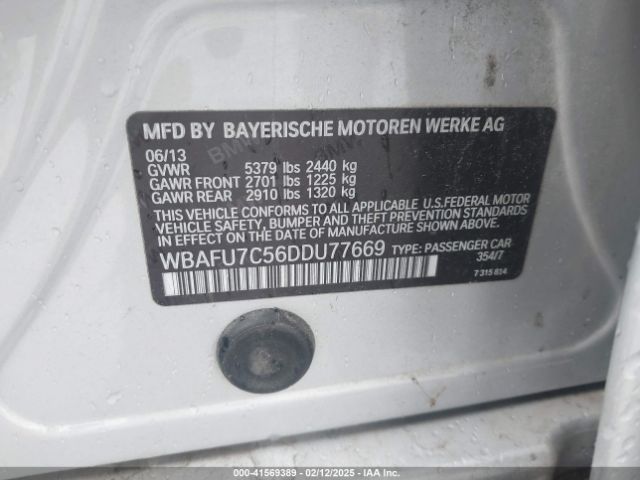 MFD BY BAYERISCHE MOTOREN WERKE AG
06/13
GVWR 5379 lbs 2440 kg
GAWR FRONT 2701 lbs 1225 kg
GAWR REAR 2910 lbs 1320 kg
THIS VEHICLE CONFORMS TO ALL APPLICABLE U.S.FEDERAL MOTOR
VEHICLE SAFETY, BUMPER AND THEFT PREVENTION STANDARDS
IN EFFECT ON THE DATE OF MANUFACTURE SHOWN ABOVE.
WBAFU7C56DDU77669 TYPE: PASSENGER CAR
354/7
7 315 814
000-41569389 - 02/12/2025 - IAA Inc.